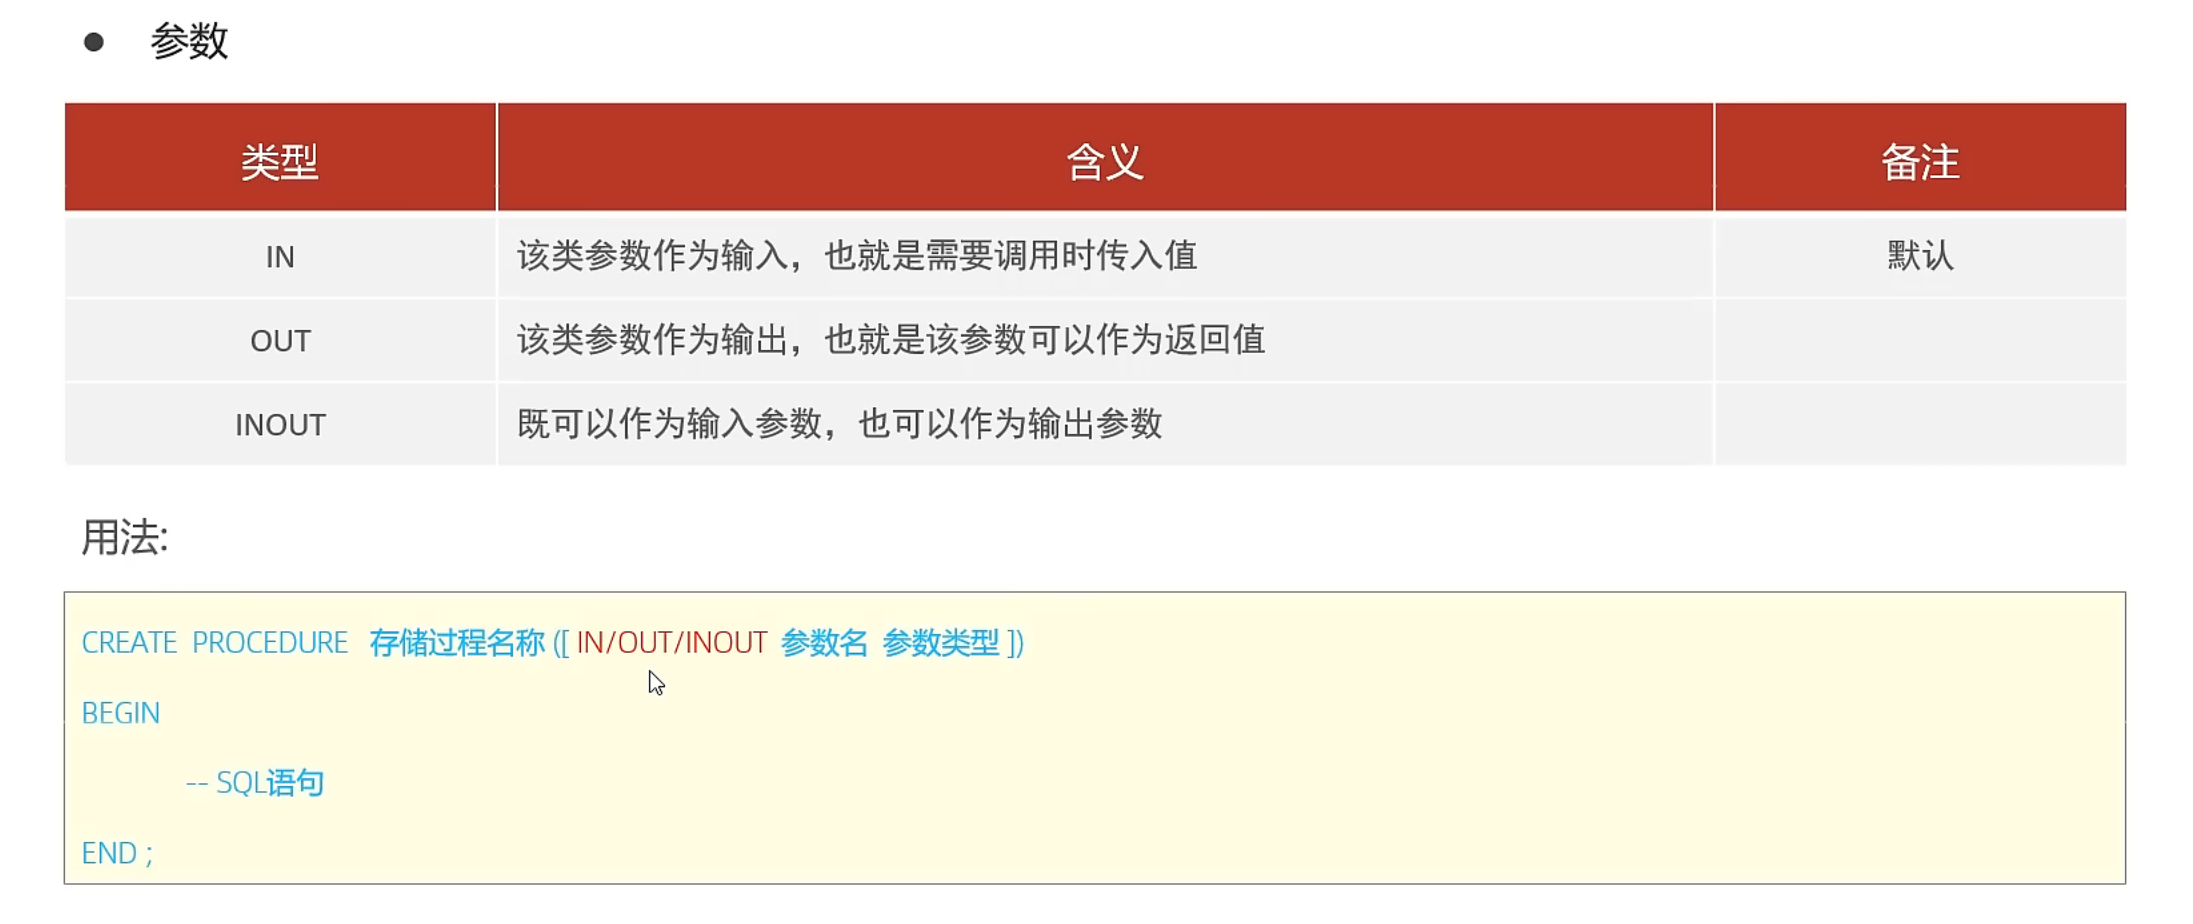 ● 参数
类型 含义 备注
IN 该类参数作为输入，也就是需要调用时传入值 默认
OUT 该类参数作为输出，也就是该参数可以作为返回值
INOUT 既可以作为输入参数，也可以作为输出参数
用法:
CREATE PROCEDURE 存储过程名称 ([ IN/OUT/INOUT 参数名 参数类型 ])
BEGIN
-- SQL语句
END ;